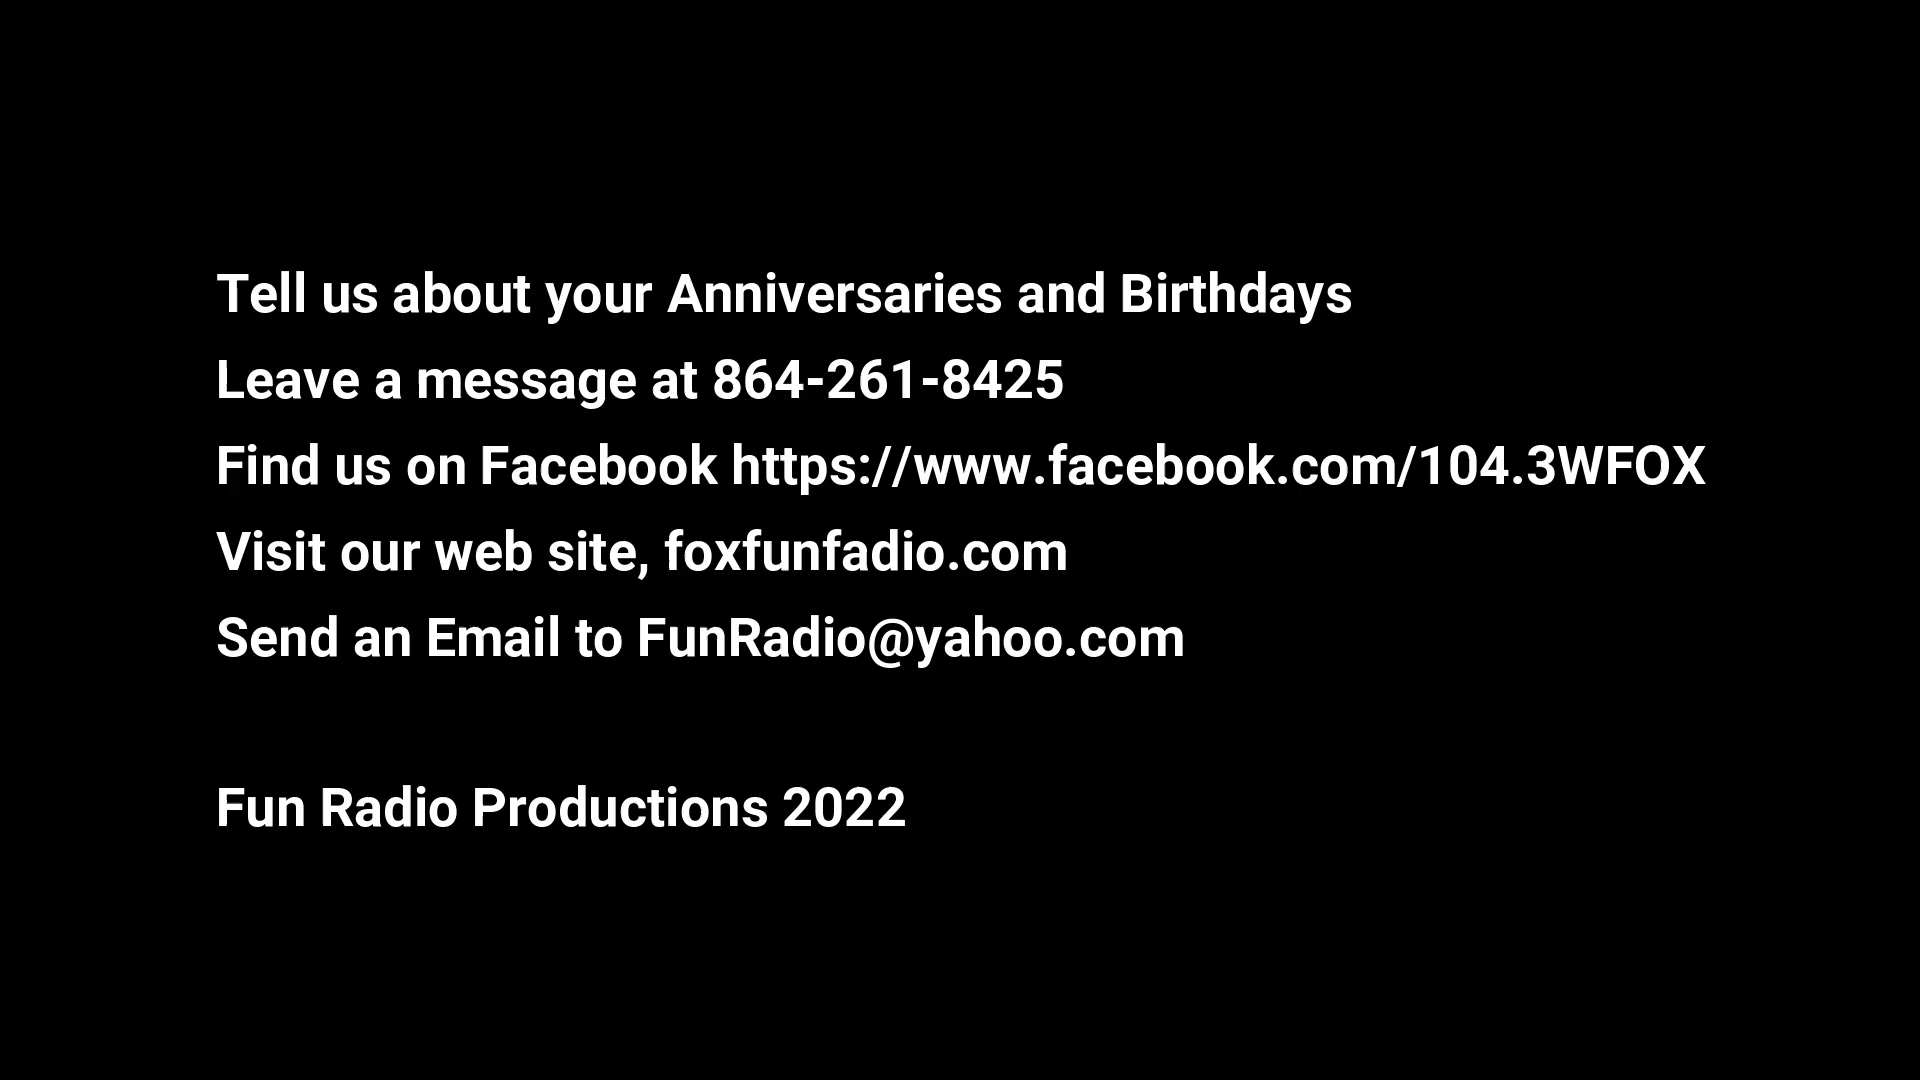 Tell us about your Anniversaries and Birthdays
Leave a message at 864-261-8425
Find us on Facebook https://www.facebook.com/104.3WFOX
Visit our web site, foxfunfadio.com
Send an Email to FunRadio@yahoo.com
Fun Radio Productions 2022